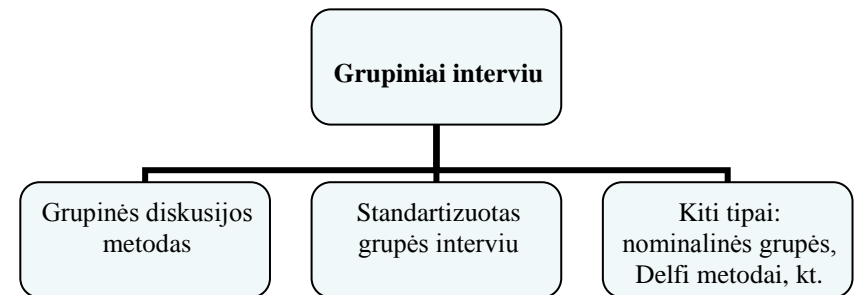 Grupiniai interviu
Grupinės diskusijos
metodas
Standartizuotas
grupės interviu
Kiti tipai:
nominalinės grupės,
Delfi metodai, kt.